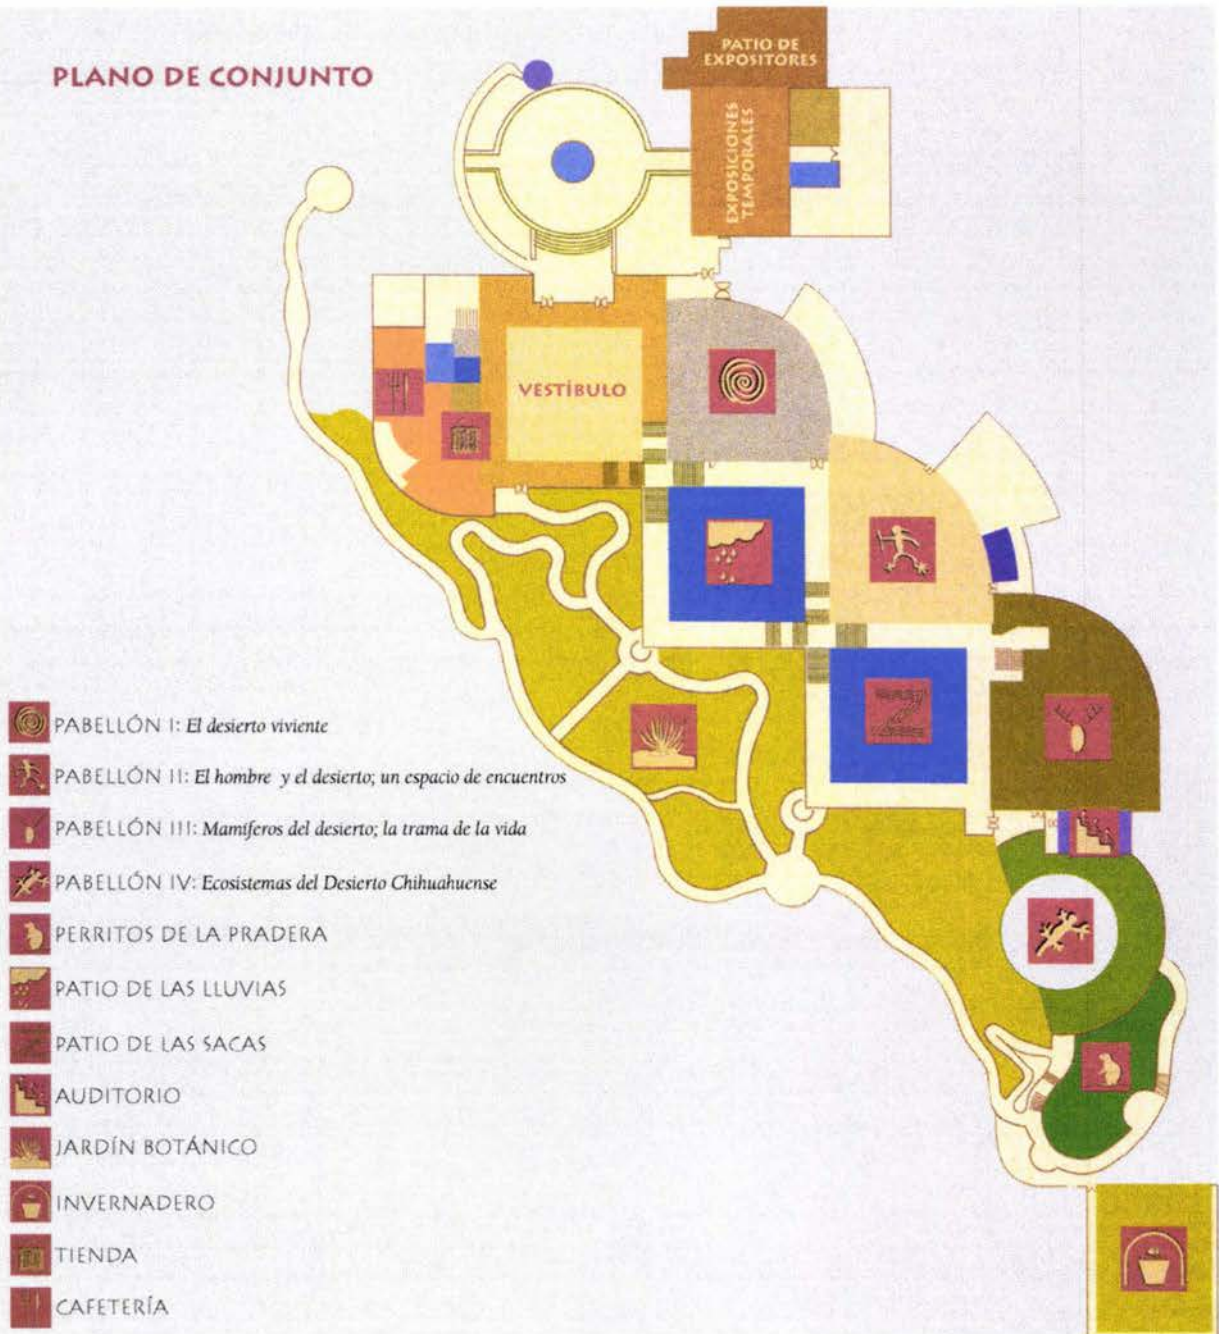 PLANO DE CONJUNTO
PATIO DE
EXPOSITORES
EXPOSICIONES
TEMPORALES
VESTÍBULO
PABELLÓN I: El desierto viviente
PABELLÓN II: El hombre y el desierto; un espacio de encuentros
PABELLÓN III: Mamíferos del desierto; la trama de la vida
PABELLÓN IV: Ecosistemas del Desierto Chihuahuense
PERRITOS DE LA PRADERA
PATIO DE LAS LLUVIAS
PATIO DE LAS SACAS
AUDITORIO
JARDÍN BOTÁNICO
INVERNADERO
TIENDA
CAFETERÍA